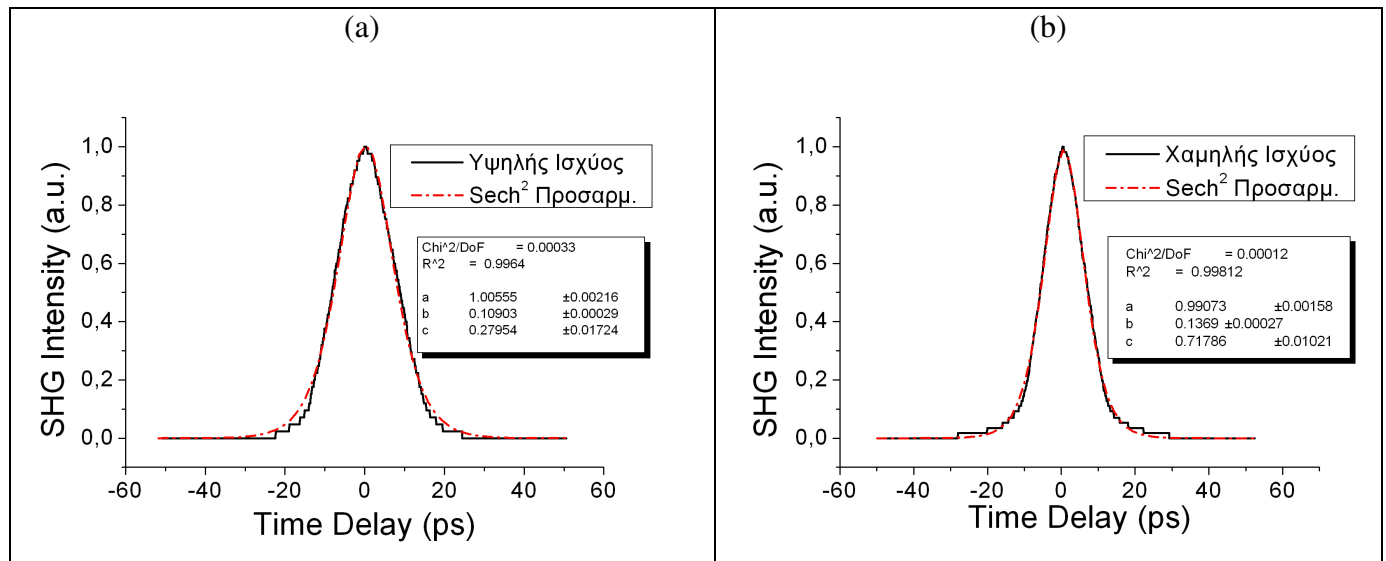 (a)
SHG Intensity (a.u.)
1,0
0,8
0,6
0,4
0,2
0,0
-60 -40 -20 0 20 40 60
Time Delay (ps)
Υψηλής Ισχύος
Sech² Προσαρμ.
Chi^2/DoF = 0.00033
R^2 = 0.9964
a 1.00555 ±0.00216
b 0.10903 ±0.00029
c 0.27954 ±0.01724
(b)
SHG Intensity (a.u.)
1,0
0,8
0,6
0,4
0,2
0,0
-60 -40 -20 0 20 40 60
Time Delay (ps)
Χαμηλής Ισχύος
Sech² Προσαρμ.
Chi^2/DoF = 0.00012
R^2 = 0.99812
a 0.99073 ±0.00158
b 0.1369 ±0.00027
c 0.71786 ±0.01021